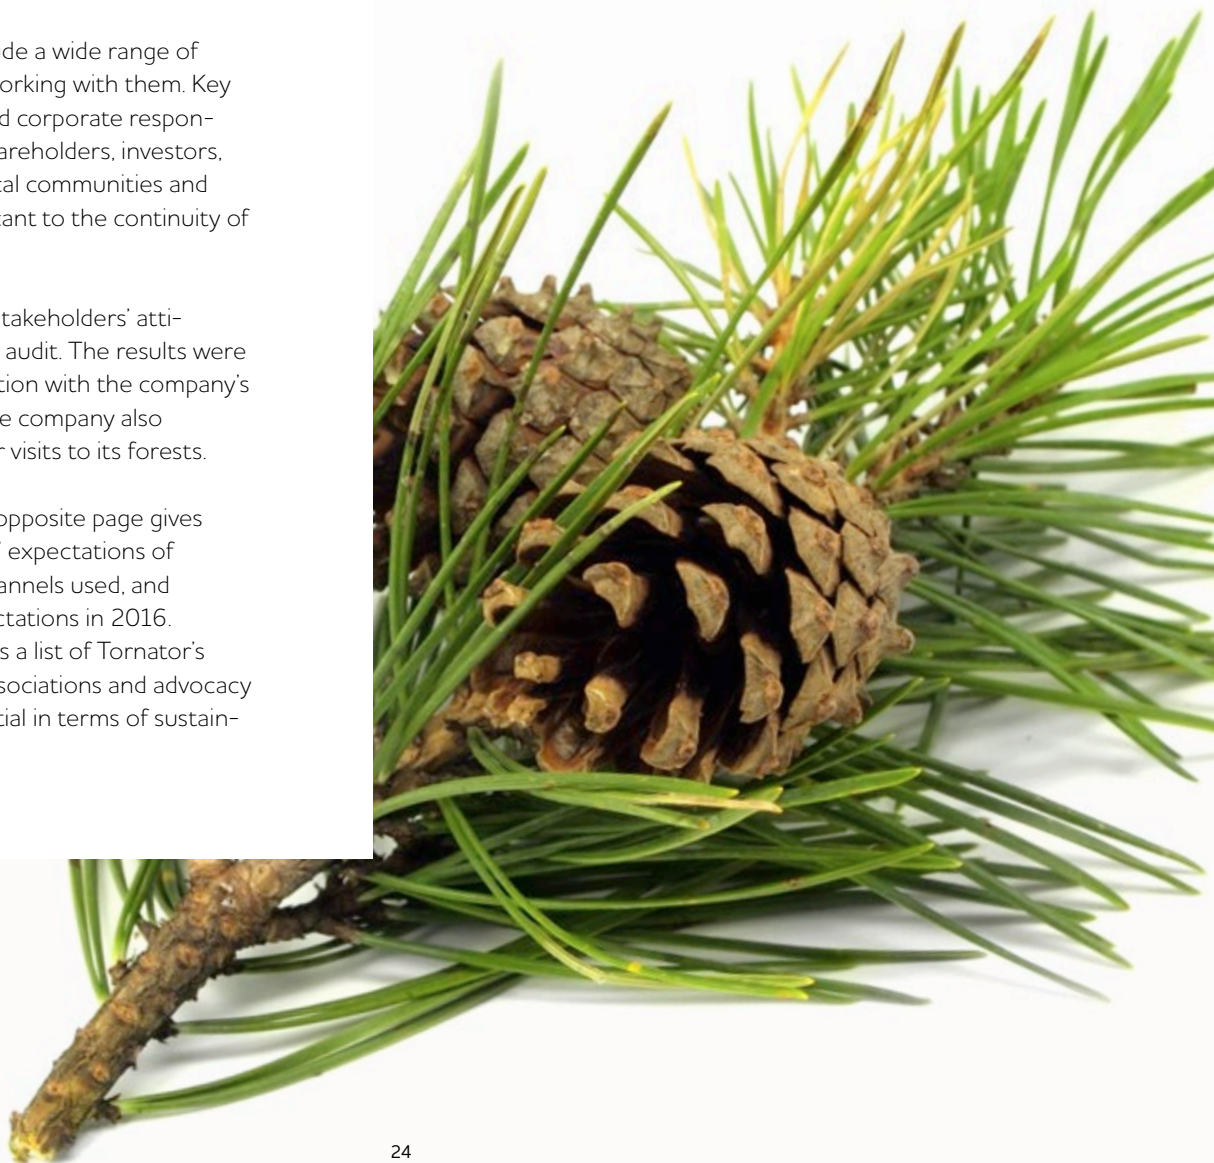 de a wide range of
orking with them. Key
d corporate respon-
areholders, investors,
cal communities and
cant to the continuity of
takeholders’ atti-
audit. The results were
tion with the company’s
e company also
r visits to its forests.
opposite page gives
’ expectations of
annels used, and
ctations in 2016.
s a list of Tornator’s
sociations and advocacy
tial in terms of sustain-
24